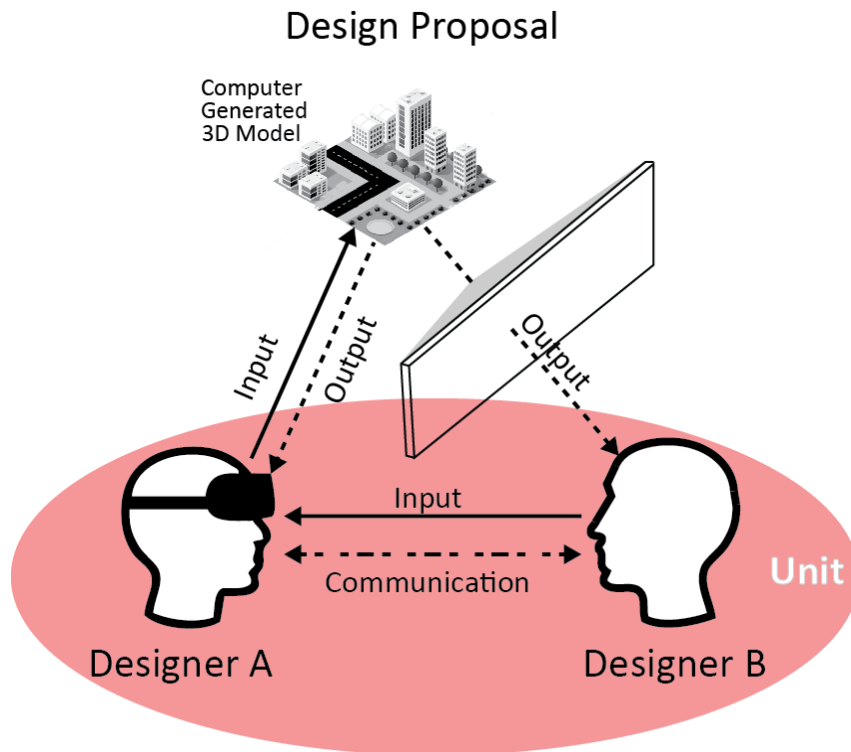 Design Proposal
Computer
Generated
3D Model
Input
Output
Output
Input
Communication
Unit
Designer A
Designer B